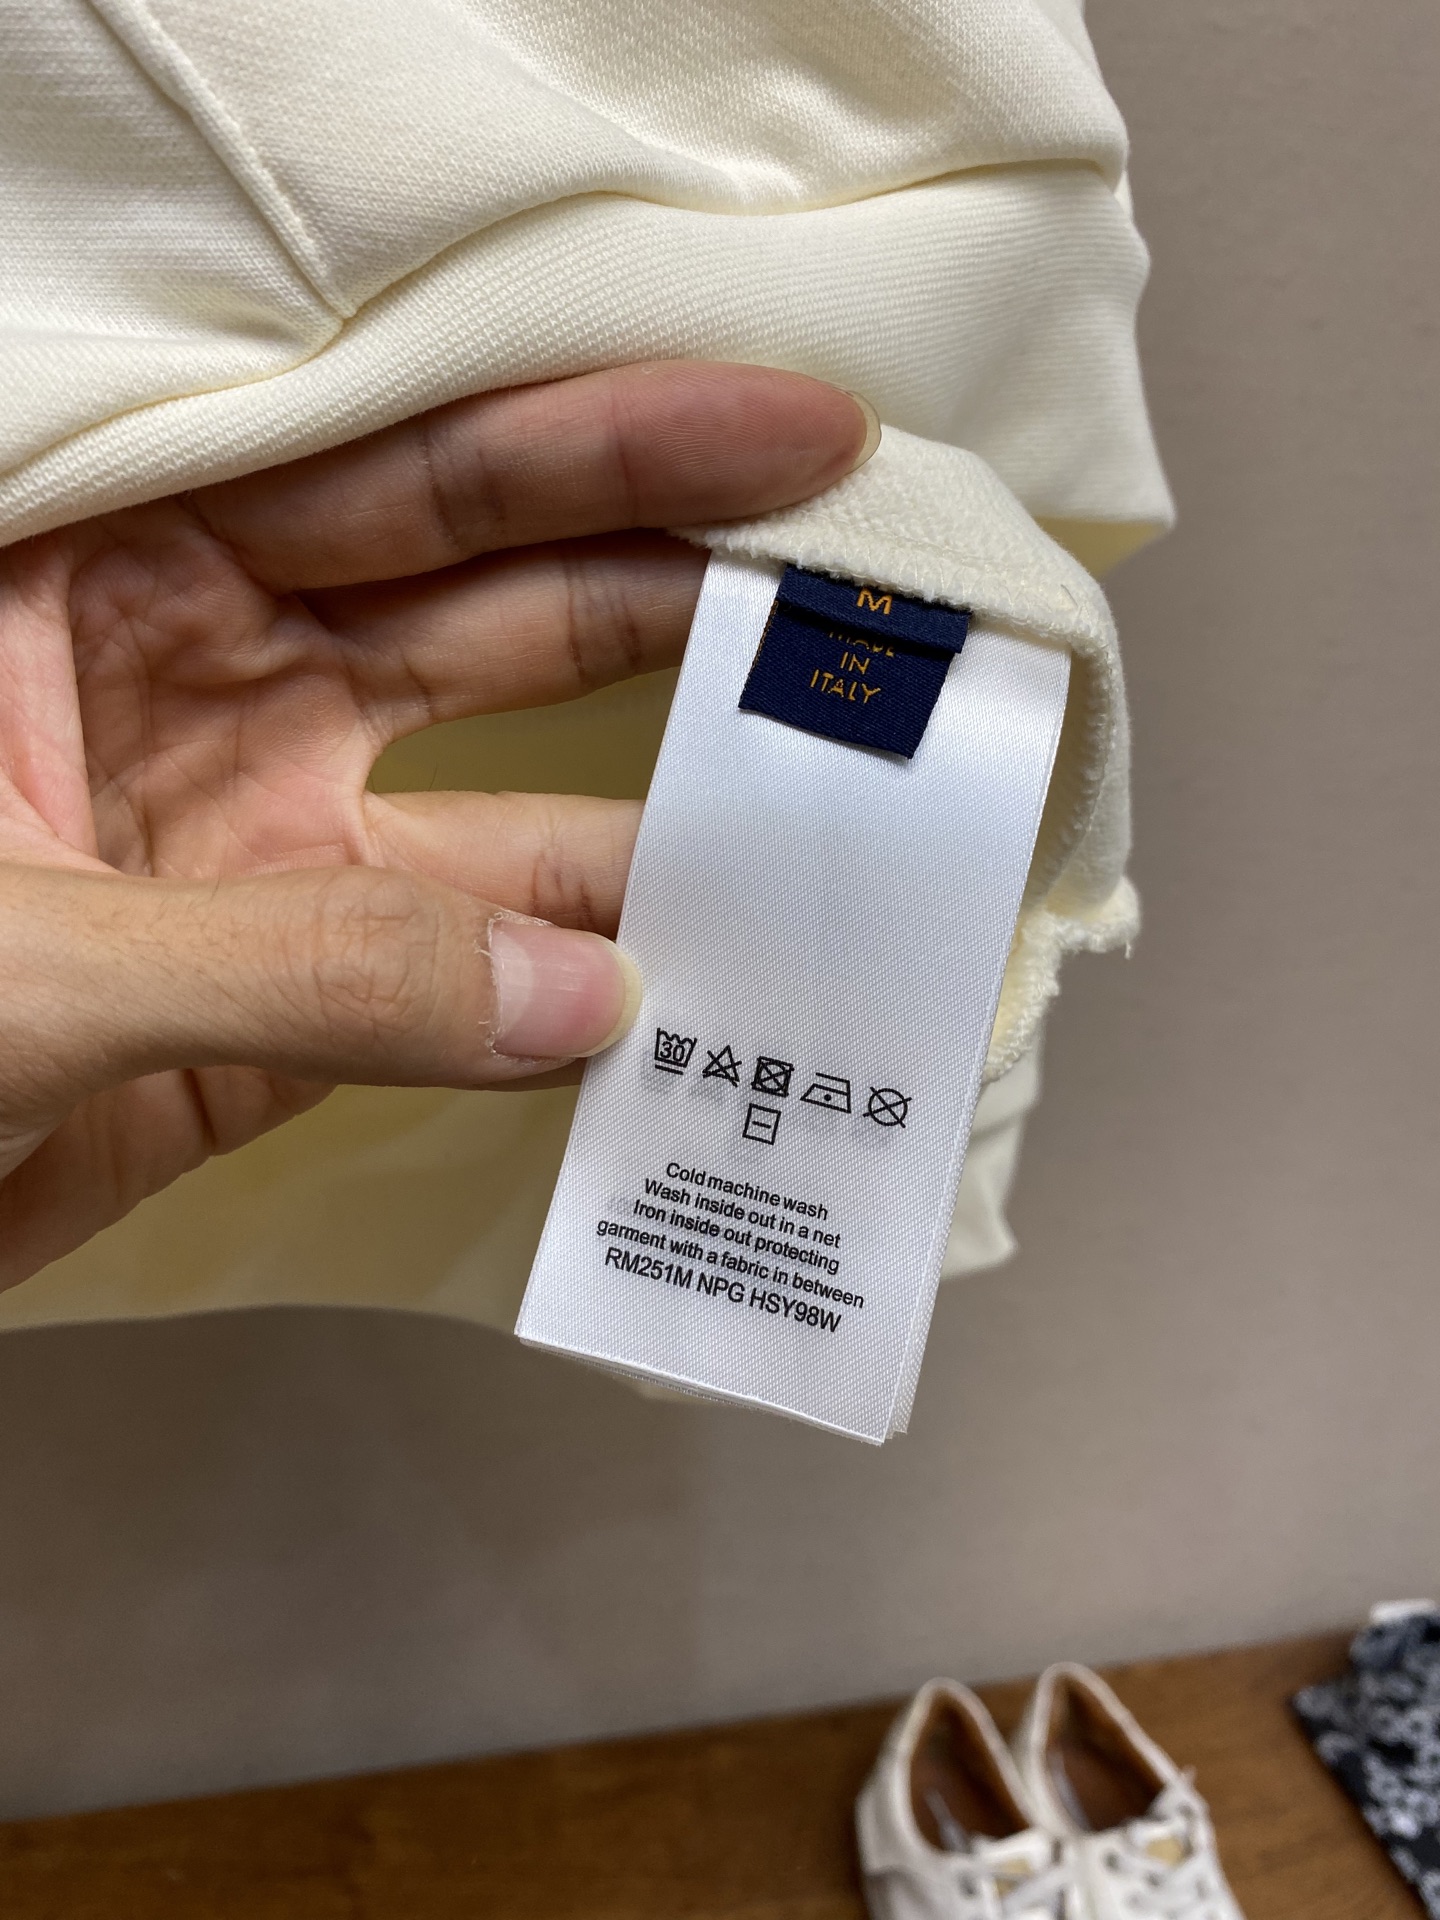 M
MADE
IN
ITALY
30
Cold machine wash
Wash inside out in a net
Iron inside out protecting
garment with a fabric in between
RM251M NPG HSY98W